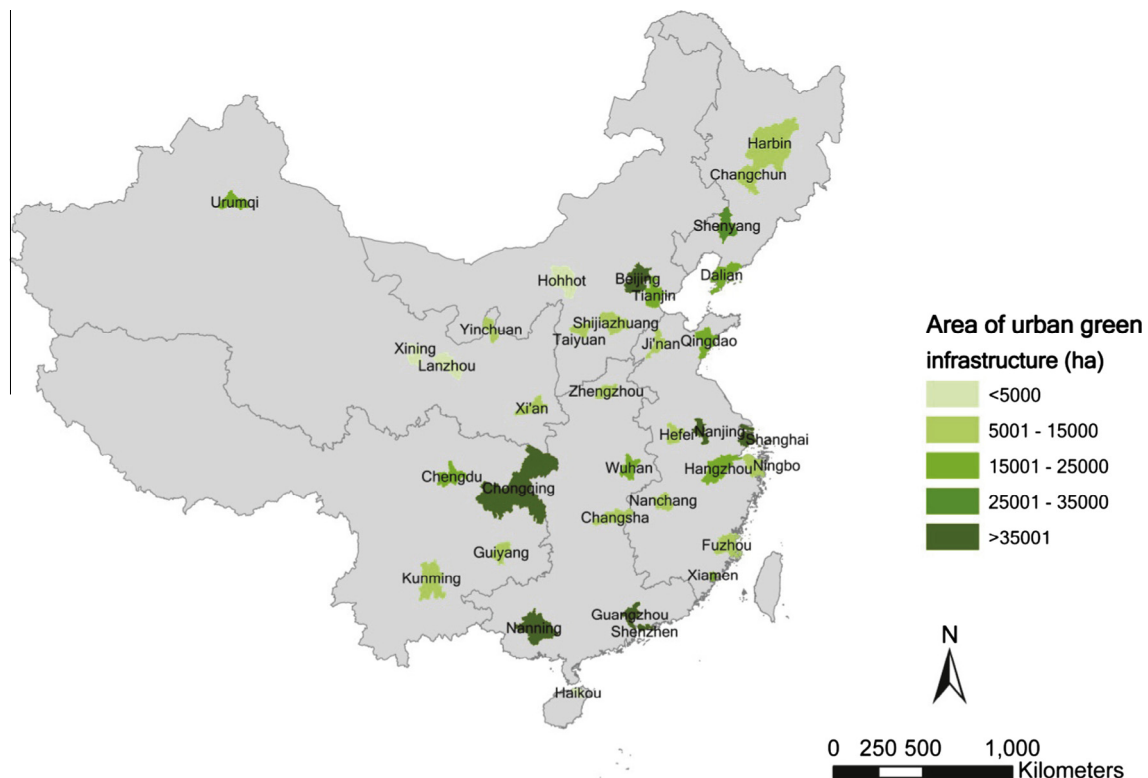 Harbin
Changchun
Urumqi
Shenyang
Hohhot
Beijing
Dalian
Tianjin
Yinchuan
Shijiazhuang
Taiyuan
Ji'nan
Qingdao
Xining
Lanzhou
Zhengzhou
Xi'an
Hefei
Nanjing
Shanghai
Chengdu
Wuhan
Hangzhou
Ningbo
Chongqing
Nanchang
Changsha
Guiyang
Fuzhou
Kunming
Xiamen
Guangzhou
Nanning
Shenzhen
Haikou
Area of urban green
infrastructure (ha)
<5000
5001 - 15000
15001 - 25000
25001 - 35000
>35001
N
0 250 500 1,000
Kilometers